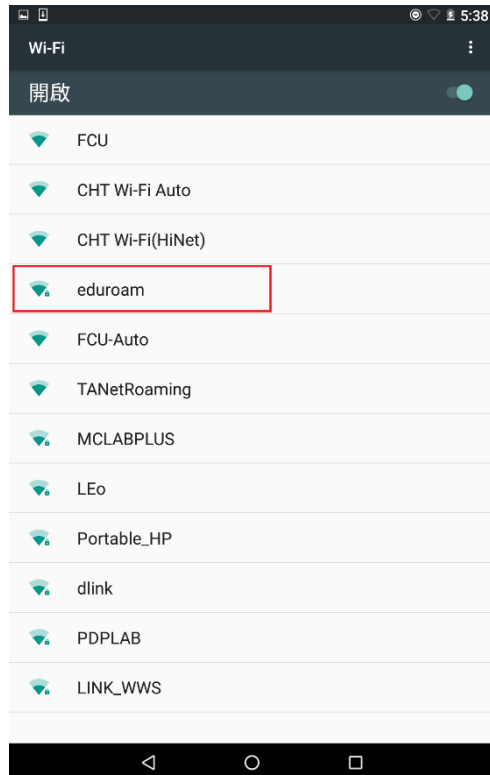 5:38
Wi-Fi
開啟
FCU
CHT Wi-Fi Auto
CHT Wi-Fi(HiNet)
eduroam
FCU-Auto
TANetRoaming
MCLABPLUS
LEo
Portable_HP
dlink
PDPLAB
LINK_WWS